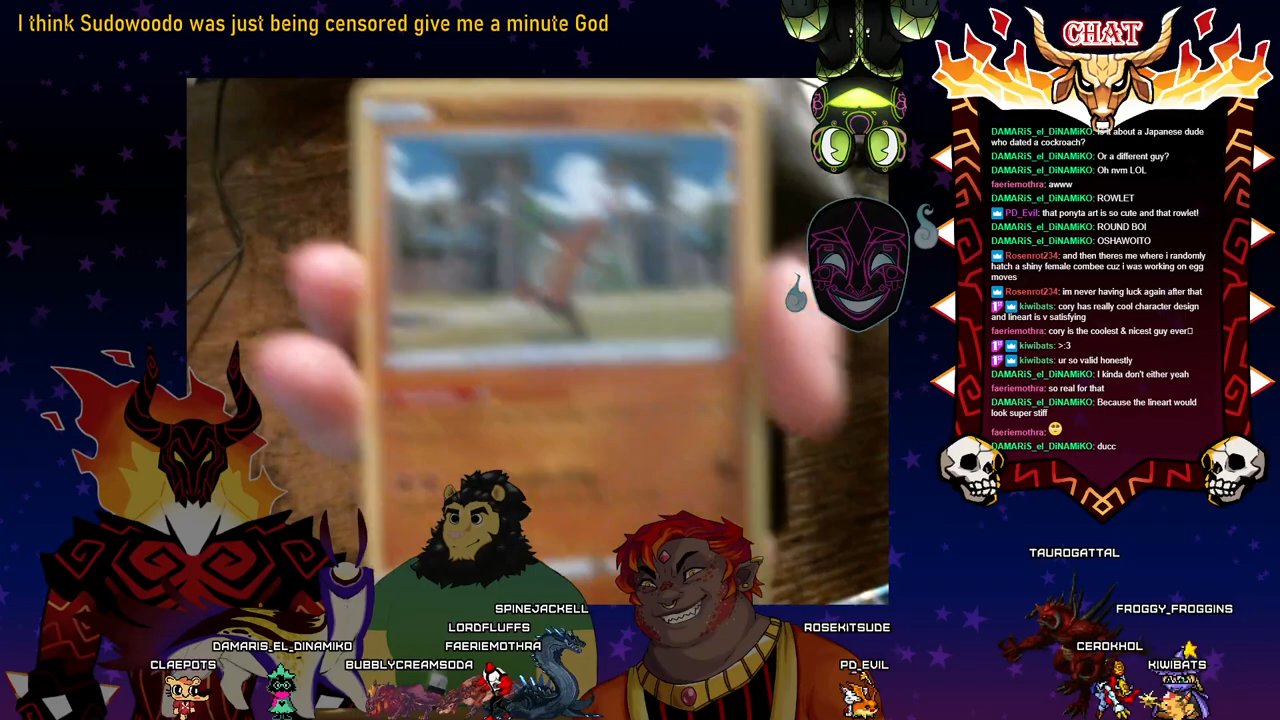 I think Sudowoodo was just being censored give me a minute God
CHAT
DAMARiS_el_DiNAMiKO: Is it about a Japanese dude
who dated a cockroach?
DAMARiS_el_DiNAMiKO: Or a different guy?
DAMARiS_el_DiNAMiKO: Oh nvm LOL
faeriemothra: awww
DAMARiS_el_DiNAMiKO: ROWLET
PD_Evil: that ponyta art is so cute and that rowlet!
DAMARiS_el_DiNAMiKO: ROUND BOI
DAMARiS_el_DiNAMiKO: OSHAWOITO
Rosenrot234: and then theres me where i randomly
hatch a shiny female combee cuz i was working on egg
moves
Rosenrot234: im never having luck again after that
kiwibats: cory has really cool character design
and lineart is v satisfying
faeriemothra: cory is the coolest & nicest guy ever
kiwibats: >:3
kiwibats: ur so valid honestly
DAMARiS_el_DiNAMiKO: I kinda don't either yeah
faeriemothra: so real for that
DAMARiS_el_DiNAMiKO: Because the lineart would
look super stiff
faeriemothra:
DAMARiS_el_DiNAMiKO: ducc
TAUROGATTAL
SPINEJACKELL
FROGGY_FROGGINS
LORDFLUFFS
ROSEKITSUDE
DAMARIS_EL_DINAMIKO
FAERIEMOTHRA
CEROKHOL
CLAEPOTS
BUBBLYCREAMSODA
PD_EVIL
KIWIBATS